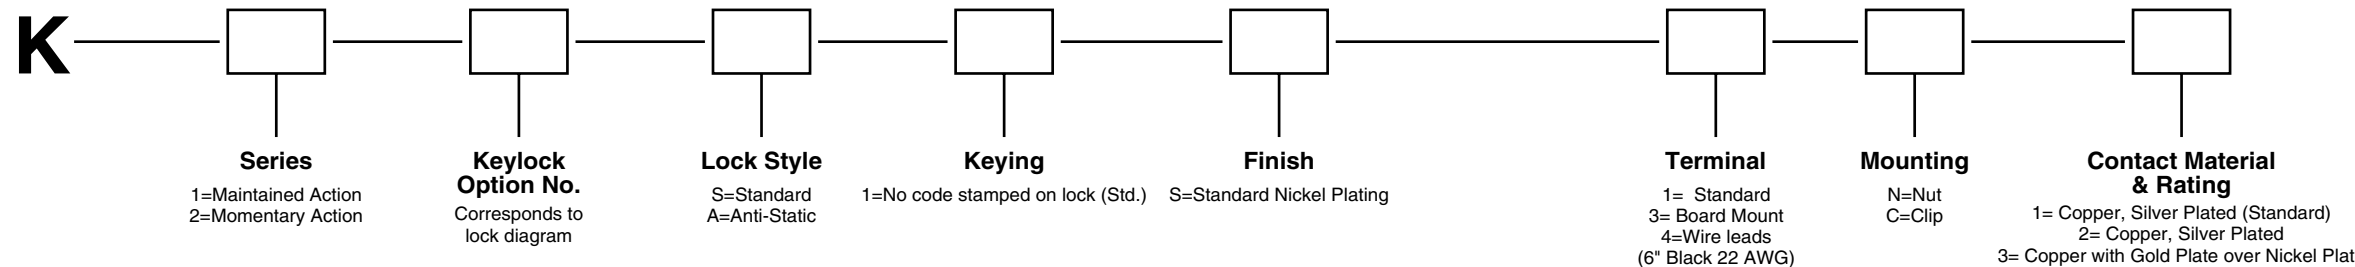 K
Series
1=Maintained Action
2=Momentary Action
Keylock
Option No.
Corresponds to
lock diagram
Lock Style
S=Standard
A=Anti-Static
Keying
1=No code stamped on lock (Std.)
Finish
S=Standard Nickel Plating
Terminal
1= Standard
3= Board Mount
4=Wire leads
(6" Black 22 AWG)
Mounting
N=Nut
C=Clip
Contact Material
& Rating
1= Copper, Silver Plated (Standard)
2= Copper, Silver Plated
3= Copper with Gold Plate over Nickel Plat